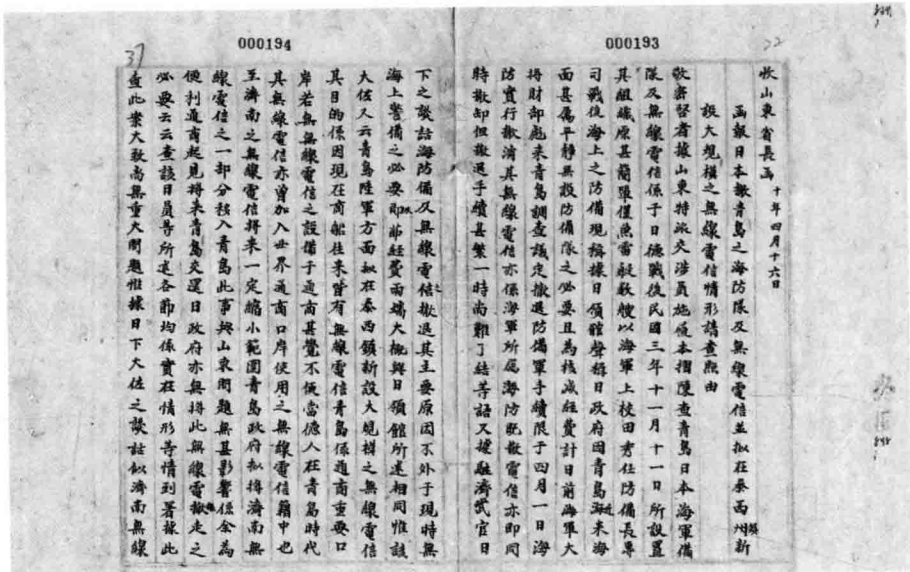 000193
收山東省長函　十年四月十六日
函報日本撤青島之海防隊及無線電信並擬在泰西鎮新
設大規模之無線電信情形請查照由
敬密啓者據山東特派交涉員施履本摺陳查青島日本海軍備
隊及無線電信係于日德戰後民國三年十一月十一日所設置
其組織原甚簡單僅魚雷艇數艘以海軍上校田秀任防備長專
司戰後海上之防備現據日領館聲稱日政府因青島近來海
面甚屬平靜無設防備隊之必要且為核減經費計日前海軍大
將財部彪來青島調查議定撤退防備軍手續限于四月一日海
防實行撤消其無線電信亦係海軍所屬海防既撤電信亦即同
時撤卸但撤退手續甚繁一時尚難了結等語又據駐濟武官日
000194
37
下之談話海防備及無線電信撤退其主要原因不外于現時無
海上警備之必要即節經費兩端大概與日領館所述相同惟該
大佐又云青島陸軍方面擬在泰西鎮新設大規模之無線電信
其目的係因現在商船往來皆有無線電信青島係通商重要口
岸若無無線電信之設備于通商甚覺不便當德人在青島時代
其無線電信亦曾加入世界通商口岸使用之無線電信籍中也
至濟南之無線電信將來一定縮小範圍青島政府擬將濟南無
線電信之一部分移入青島此事與山東問題無甚影響係全為
便利通商起見將來青島交還日政府亦無將此無線電撤走之
必要云云查該日員等所述各節均係實在情形等情到署據此
查此案大致尚無重大問題惟據日下大佐之談話似濟南無線